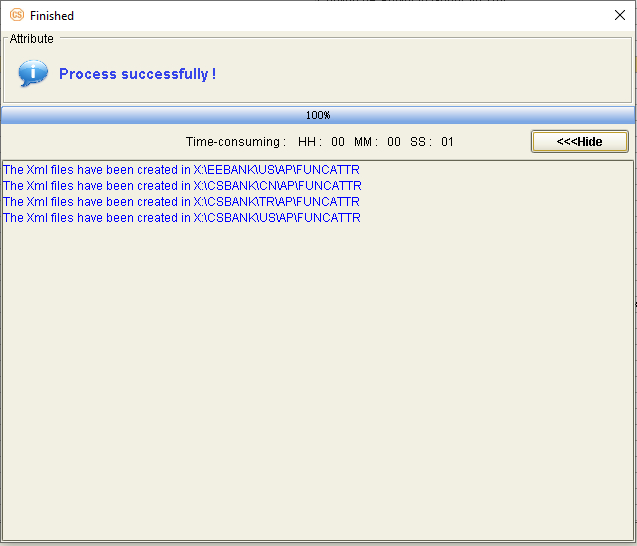 CS Finished
Attribute
i Process successfully !
100%
Time-consuming : HH : 00 MM : 00 SS : 01 <<<Hide
The Xml files have been created in X:\EEBANK\US\AP\FUNCATTR
The Xml files have been created in X:\CSBANK\CN\AP\FUNCATTR
The Xml files have been created in X:\CSBANK\TR\AP\FUNCATTR
The Xml files have been created in X:\CSBANK\US\AP\FUNCATTR